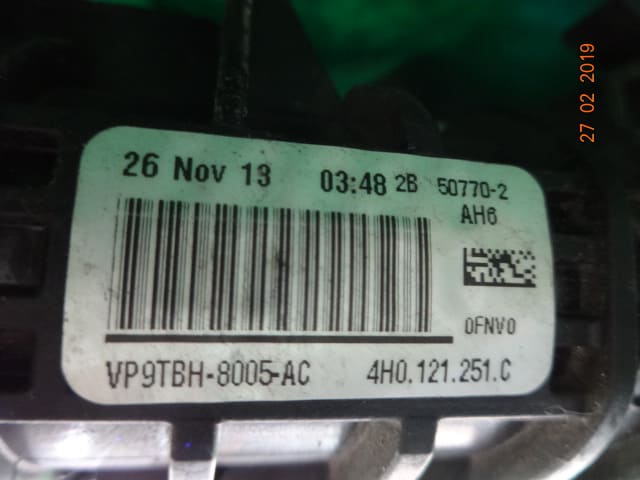 26 Nov 13 03:48 2B 50770-2
AH6
0FNV0
VP9TBH-8005-AC 4H0.121.251.C
27 02 2019